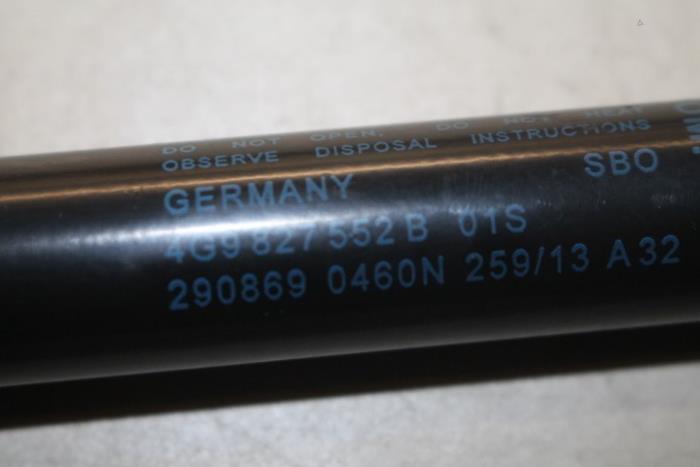 DO NOT OPEN, DO NOT HEAT
OBSERVE DISPOSAL INSTRUCTIONS
GERMANY SBO
4G9 827 552 B 01S
290869 0460N 259/13 A 32